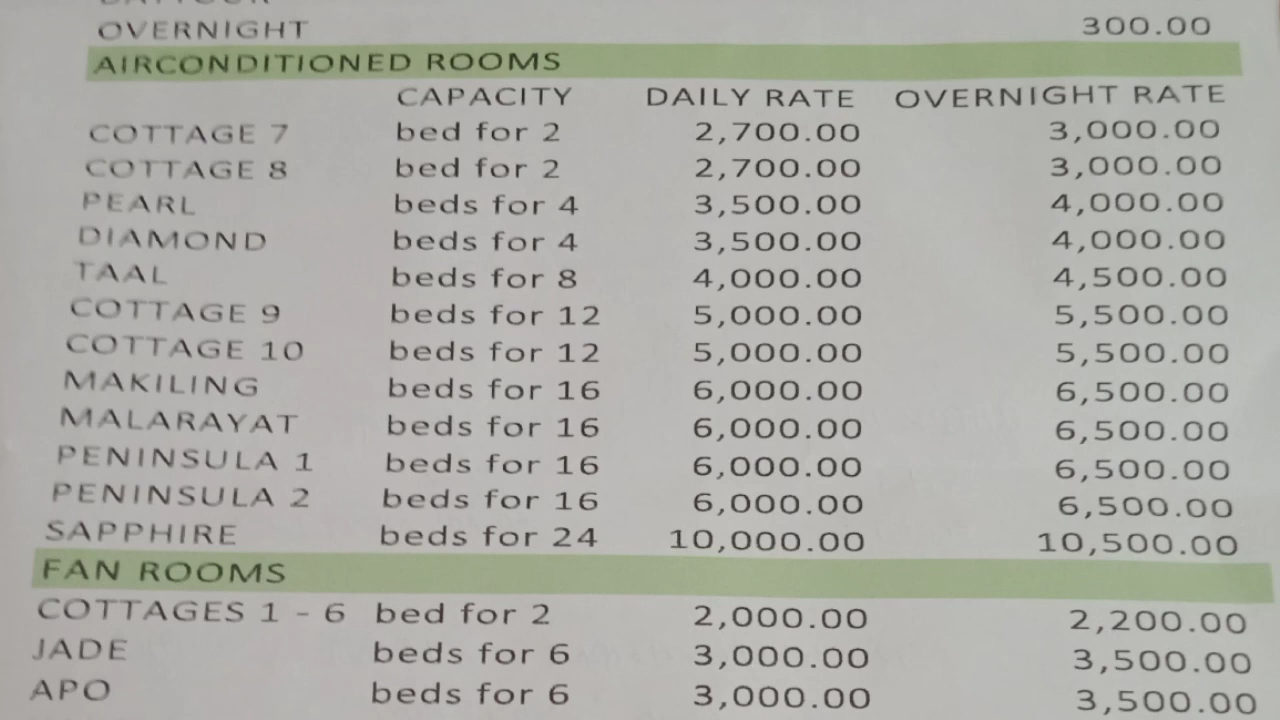 OVERNIGHT 300.00
AIRCONDITIONED ROOMS
CAPACITY DAILY RATE OVERNIGHT RATE
COTTAGE 7 bed for 2 2,700.00 3,000.00
COTTAGE 8 bed for 2 2,700.00 3,000.00
PEARL beds for 4 3,500.00 4,000.00
DIAMOND beds for 4 3,500.00 4,000.00
TAAL beds for 8 4,000.00 4,500.00
COTTAGE 9 beds for 12 5,000.00 5,500.00
COTTAGE 10 beds for 12 5,000.00 5,500.00
MAKILING beds for 16 6,000.00 6,500.00
MALARAYAT beds for 16 6,000.00 6,500.00
PENINSULA 1 beds for 16 6,000.00 6,500.00
PENINSULA 2 beds for 16 6,000.00 6,500.00
SAPPHIRE beds for 24 10,000.00 10,500.00
FAN ROOMS
COTTAGES 1 - 6 bed for 2 2,000.00 2,200.00
JADE beds for 6 3,000.00 3,500.00
APO beds for 6 3,000.00 3,500.00